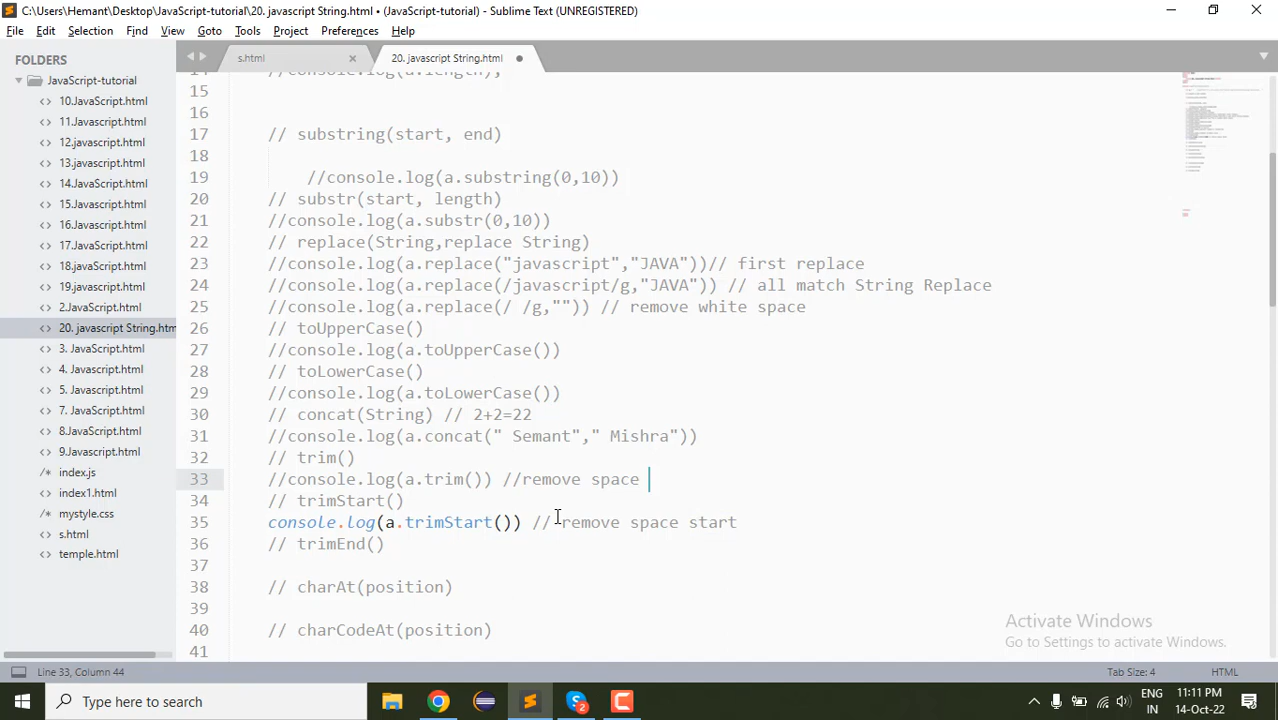 C:\Users\Hemant\Desktop\JavaScript-tutorial\20. javascript String.html • (JavaScript-tutorial) - Sublime Text (UNREGISTERED)
File Edit Selection Find View Goto Tools Project Preferences Help
FOLDERS
JavaScript-tutorial
10.JavaScript.html
11.Javascript.html
12.javascript.html
13.javascript.html
14.JavaScript.html
15.JavaScript.html
16.JavaScript.html
17.JavaScript.html
18.javascript.html
19.javascript.html
2.JavaScript.html
20. javascript String.htm
3. JavaScript.html
4. Javascript.html
5. Javascript.html
7. JavaScript.html
8.JavaScript.html
9.Javascript.html
index.js
index1.html
mystyle.css
s.html
temple.html
s.html
20. javascript String.html
//console.log(a.length);
15
16
17 // substring(start, end)
18
19 //console.log(a.substring(0,10))
20 // substr(start, length)
21 //console.log(a.substr(0,10))
22 // replace(String,replace String)
23 //console.log(a.replace("javascript","JAVA"))// first replace
24 //console.log(a.replace(/javascript/g,"JAVA")) // all match String Replace
25 //console.log(a.replace(/ /g,"")) // remove white space
26 // toUpperCase()
27 //console.log(a.toUpperCase())
28 // toLowerCase()
29 //console.log(a.toLowerCase())
30 // concat(String) // 2+2=22
31 //console.log(a.concat(" Semant"," Mishra"))
32 // trim()
33 //console.log(a.trim()) //remove space
34 // trimStart()
35 console.log(a.trimStart()) // remove space start
36 // trimEnd()
37
38 // charAt(position)
39
40 // charCodeAt(position)
41
Activate Windows
Go to Settings to activate Windows.
Line 33, Column 44
Tab Size: 4
HTML
Type here to search
2
ENG
IN
11:11 PM
14-Oct-22